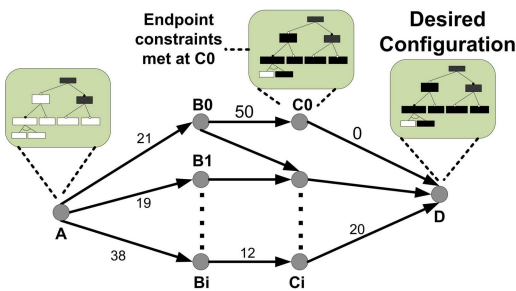 Endpoint
constraints
met at C0
Desired
Configuration
B0
50
C0
21
0
B1
19
A
D
38
12
20
Bi
Ci